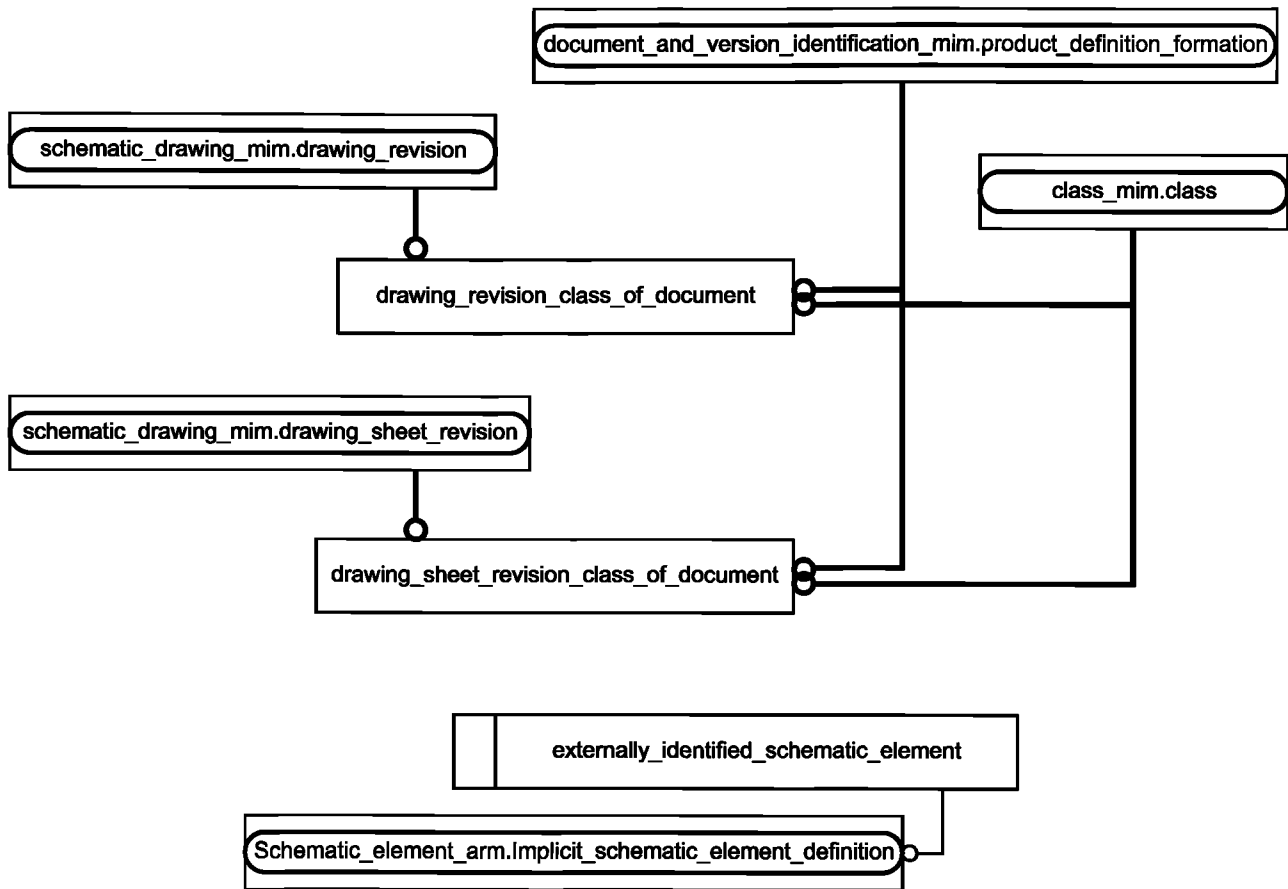 document_and_version_identification_mim.product_definition_formation
schematic_drawing_mim.drawing_revision
class_mim.class
drawing_revision_class_of_document
schematic_drawing_mim.drawing_sheet_revision
drawing_sheet_revision_class_of_document
externally_identified_schematic_element
Schematic_element_arm.Implicit_schematic_element_definition